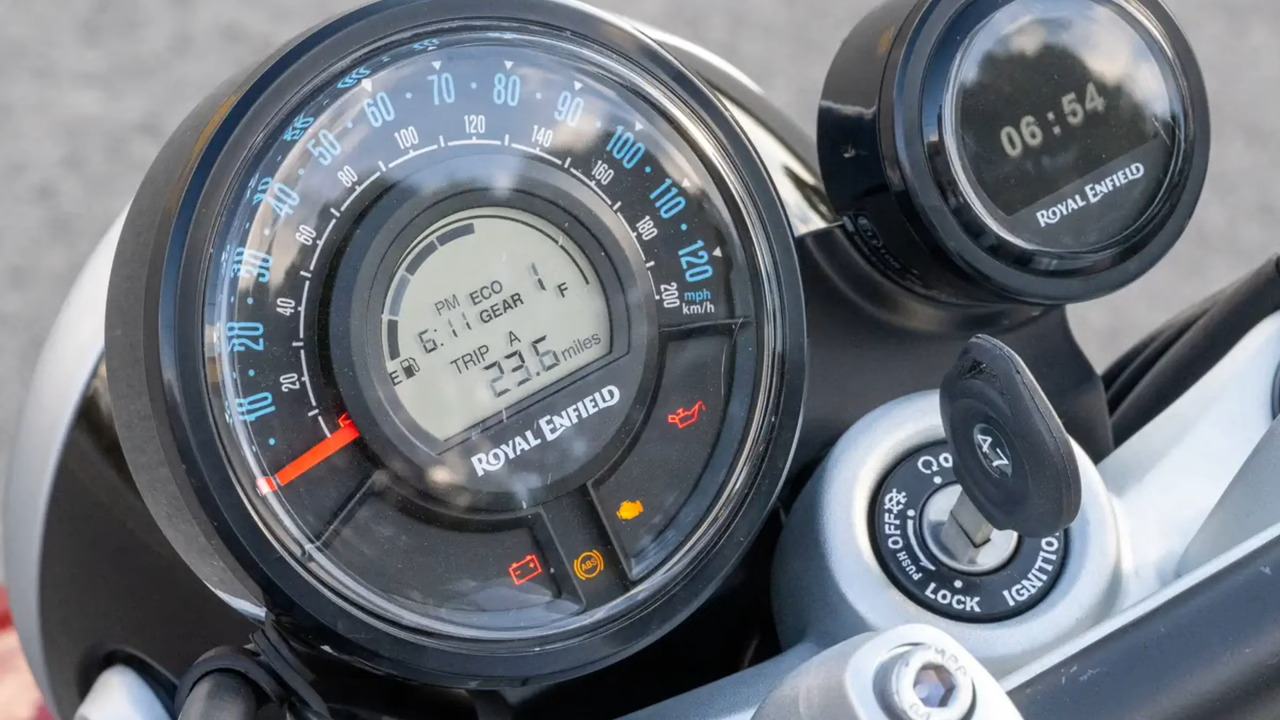 10 20 30 40 50 60 70 80 90 100 110 120
mph
km/h
20 40 60 80 100 120 140 160 180 200
PM ECO 1
6:11 GEAR F
E
TRIP A
23.6 miles
ROYAL ENFIELD
ABS
06:54
ROYAL ENFIELD
47
OFF
PUSH
LOCK